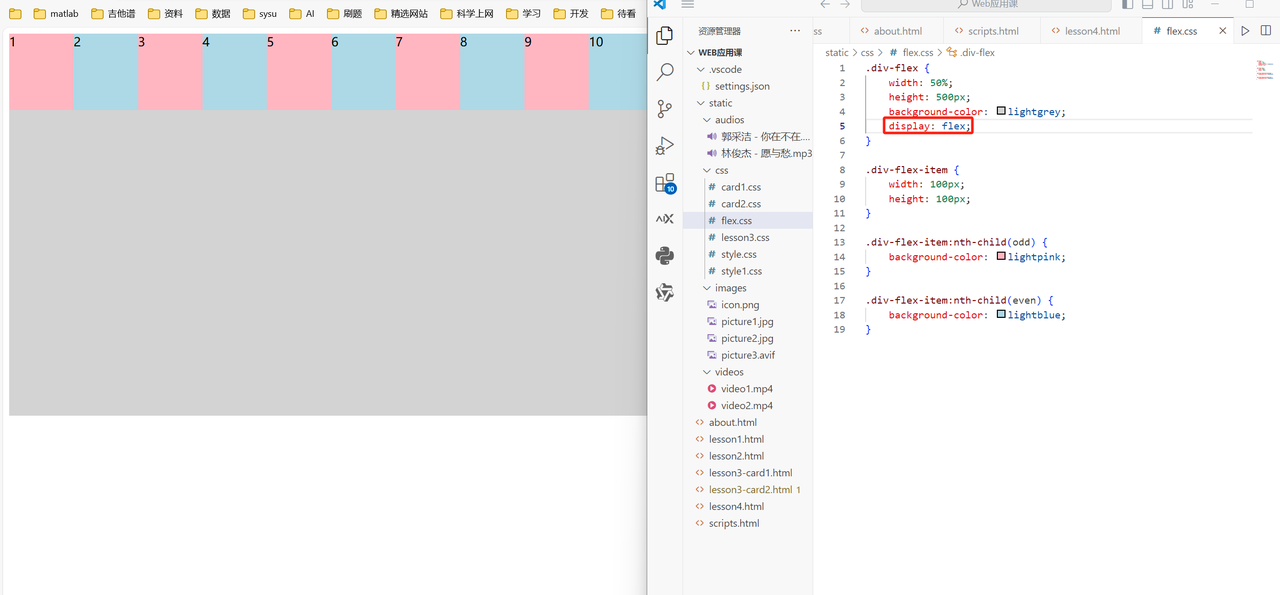 matlab 吉他谱 资料 数据 sysu AI 刷题 精选网站 科学上网 学习 开发 待看
1 2 3 4 5 6 7 8 9 10
Web应用课
资源管理器 ...
WEB应用课
.vscode
{} settings.json
static
audios
郭采洁 - 你在不在....
林俊杰 - 愿与愁.mp3
css
# card1.css
# card2.css
# flex.css
# lesson3.css
# style.css
# style1.css
images
icon.png
picture1.jpg
picture2.jpg
picture3.avif
videos
video1.mp4
video2.mp4
<> about.html
<> lesson1.html
<> lesson2.html
<> lesson3-card1.html
<> lesson3-card2.html 1
<> lesson4.html
<> scripts.html
10
ss <> about.html <> scripts.html <> lesson4.html # flex.css
static > css > # flex.css > .div-flex
1 .div-flex {
2 width: 50%;
3 height: 500px;
4 background-color: lightgrey;
5 display: flex;
6 }
7
8 .div-flex-item {
9 width: 100px;
10 height: 100px;
11 }
12
13 .div-flex-item:nth-child(odd) {
14 background-color: lightpink;
15 }
16
17 .div-flex-item:nth-child(even) {
18 background-color: lightblue;
19 }